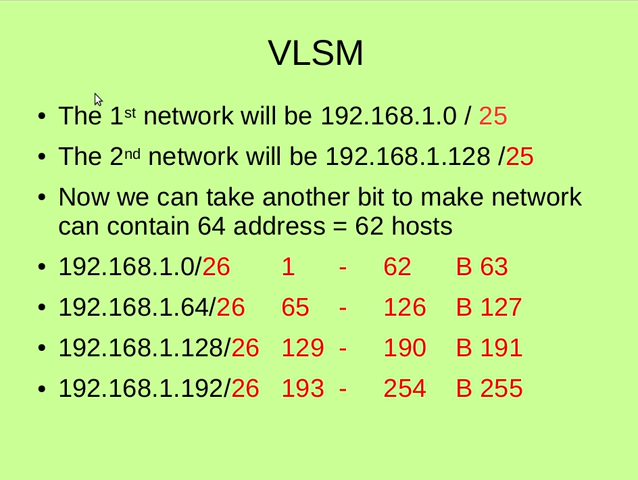 VLSM
• The 1st network will be 192.168.1.0 / 25
• The 2nd network will be 192.168.1.128 /25
• Now we can take another bit to make network
can contain 64 address = 62 hosts
• 192.168.1.0/26 1 - 62 B 63
• 192.168.1.64/26 65 - 126 B 127
• 192.168.1.128/26 129 - 190 B 191
• 192.168.1.192/26 193 - 254 B 255